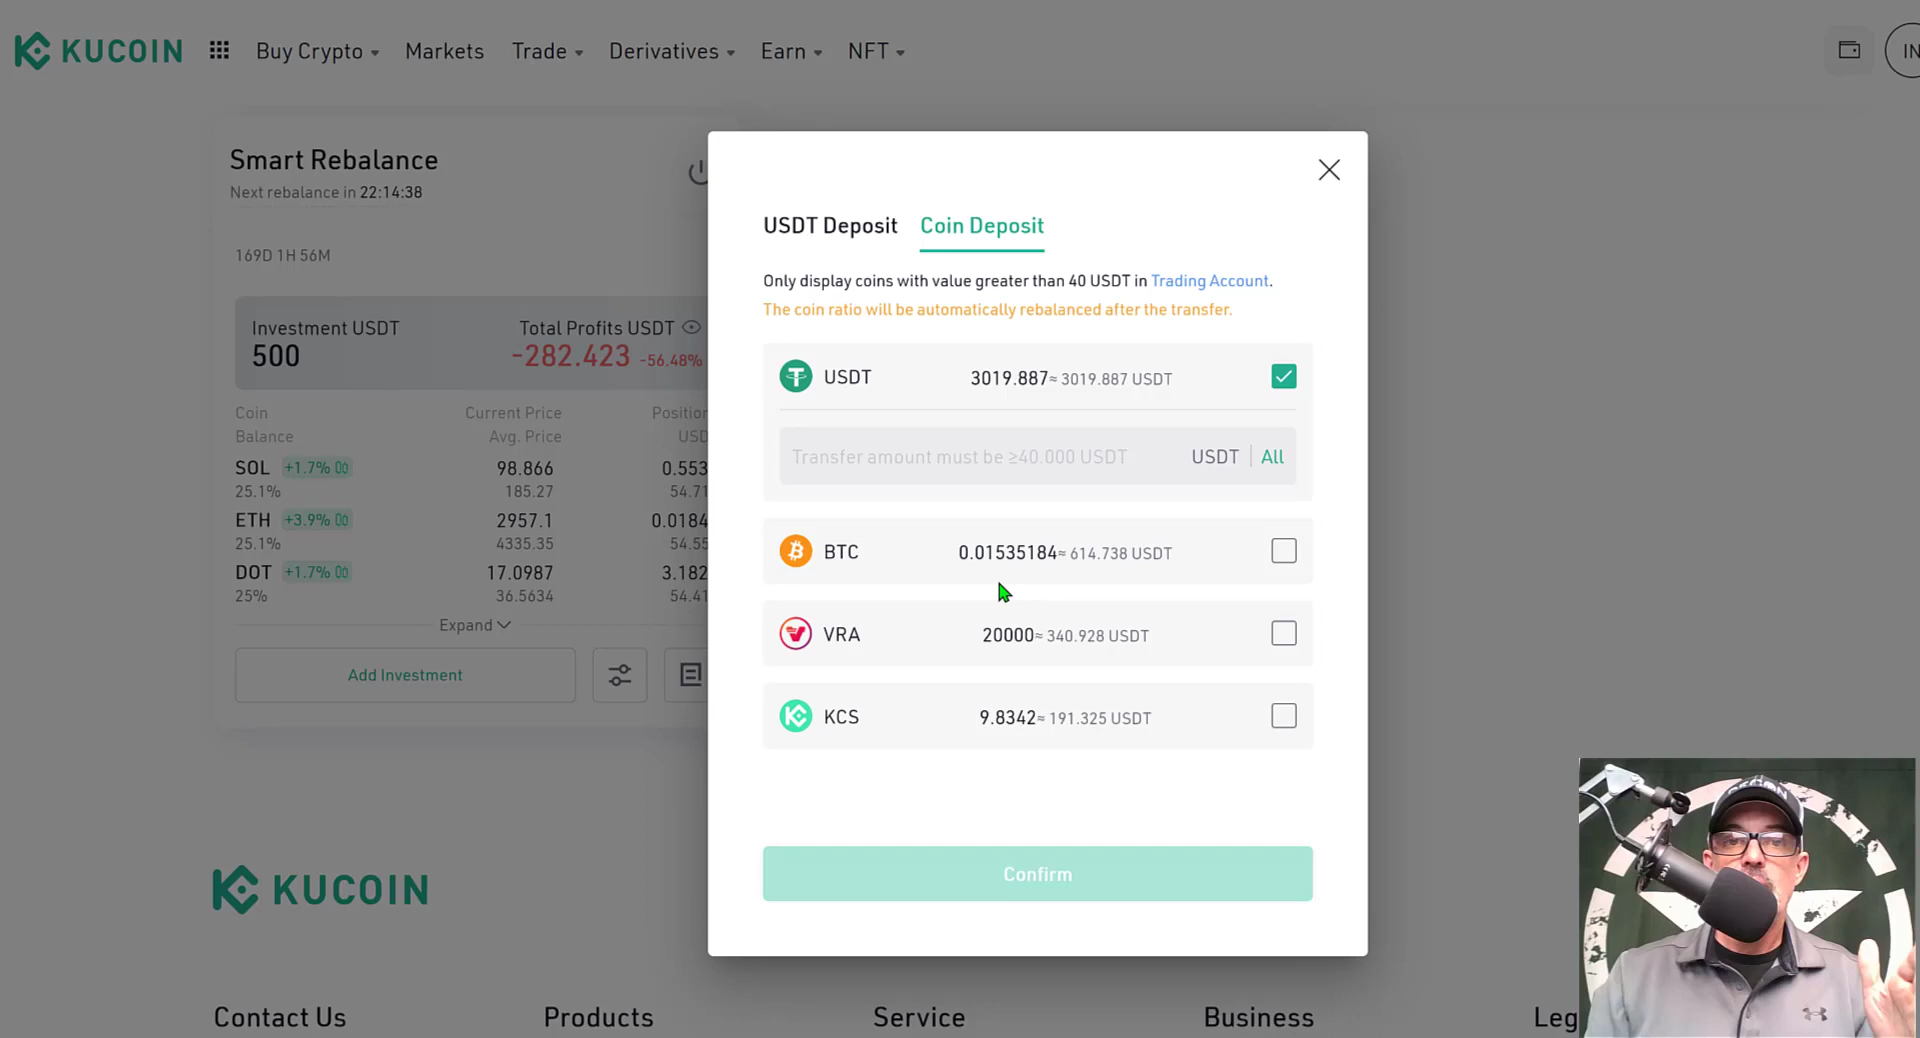 KUCOIN
Buy Crypto
Markets
Trade
Derivatives
Earn
NFT
IN
Smart Rebalance
Next rebalance in 22:14:38
169D 1H 56M
Investment USDT
500
Total Profits USDT
-282.423 -56.48%
Coin
Balance
Current Price
Avg. Price
Position
USD
SOL +1.7%
98.866
0.553
25.1%
185.27
54.71
ETH +3.9%
2957.1
0.0184
25.1%
4335.35
54.55
DOT +1.7%
17.0987
3.182
25%
36.5634
54.41
Expand
Add Investment
USDT Deposit
Coin Deposit
Only display coins with value greater than 40 USDT in Trading Account.
The coin ratio will be automatically rebalanced after the transfer.
USDT
3019.887≈ 3019.887 USDT
Transfer amount must be ≥40.000 USDT
USDT
All
BTC
0.01535184≈ 614.738 USDT
VRA
20000≈ 340.928 USDT
KCS
9.8342≈ 191.325 USDT
Confirm
KUCOIN
Contact Us
Products
Service
Business
Leg